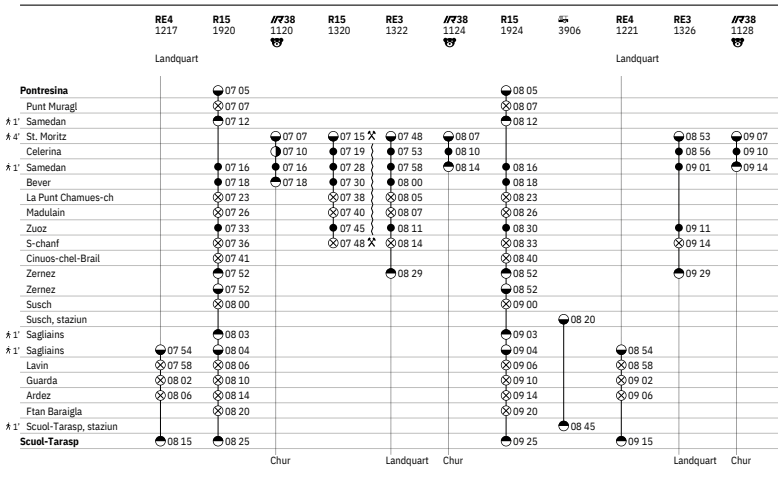 RE4 R15 R38 R15 RE3 R38 R15 RE4 RE3 R38
1217 1920 1120 1320 1322 1124 1924 3906 1221 1326 1128
Landquart Landquart
Pontresina 07 05 08 05
Punt Muragl 07 07 08 07
1' Samedan 07 12 08 12
4' St. Moritz 07 07 07 15 07 48 08 07 08 53 09 07
Celerina 07 10 07 19 07 53 08 10 08 56 09 10
1' Samedan 07 16 07 16 07 28 07 58 08 14 08 16 09 01 09 14
Bever 07 18 07 18 07 30 08 00 08 18
La Punt Chamues-ch 07 23 07 38 08 05 08 23
Madulain 07 26 07 40 08 07 08 26
Zuoz 07 33 07 45 08 11 08 30 09 11
S-chanf 07 36 07 48 08 14 08 33 09 14
Cinuos-chel-Brail 07 41 08 40
Zernez 07 52 08 29 08 52 09 29
Zernez 07 52 08 52
Susch 08 00 09 00
Susch, staziun 08 20
1' Sagliains 08 03 09 03
1' Sagliains 07 54 08 04 09 04 08 54
Lavin 07 58 08 06 09 06 08 58
Guarda 08 02 08 10 09 10 09 02
Ardez 08 06 08 14 09 14 09 06
Ftan Baraigla 08 20 09 20
1' Scuol-Tarasp, staziun 08 45
Scuol-Tarasp 08 15 08 25 09 25 09 15
Chur Landquart Chur Landquart Chur